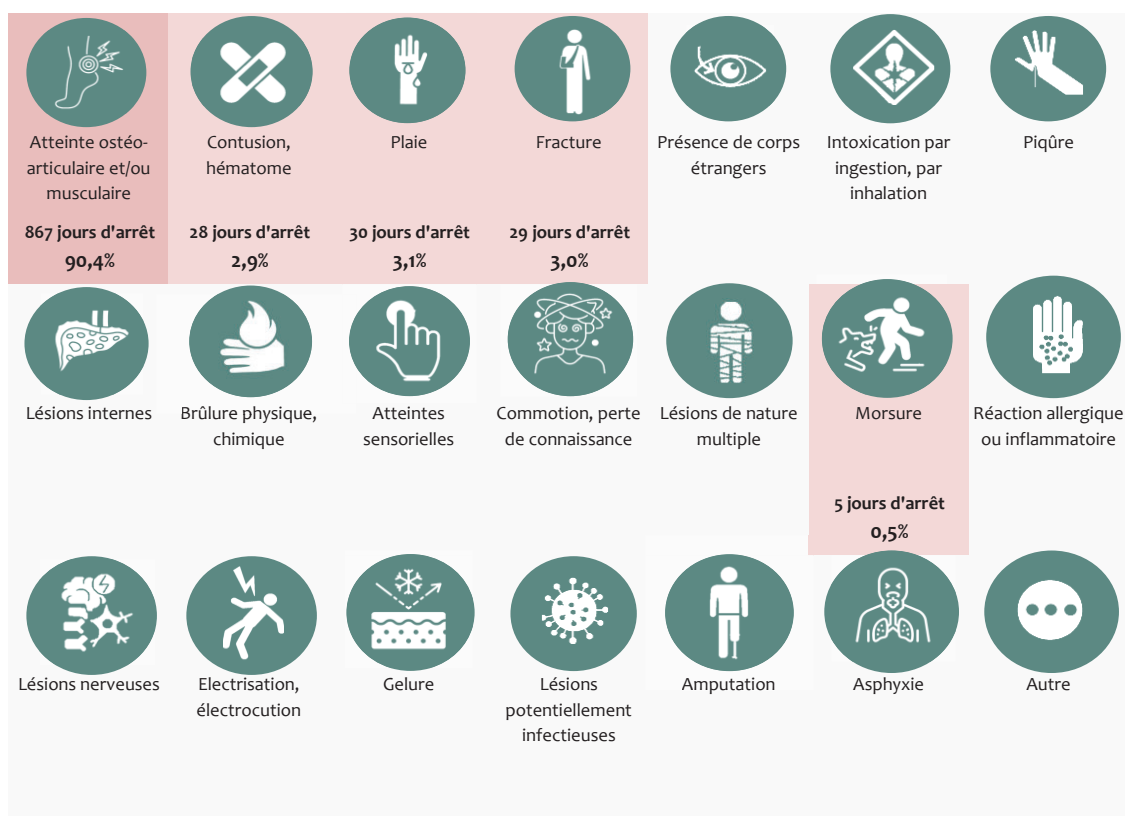 Atteinte ostéo-
articulaire et/ou
musculaire
867 jours d'arrêt
90,4%
Contusion,
hématome
28 jours d'arrêt
2,9%
Plaie
30 jours d'arrêt
3,1%
Fracture
29 jours d'arrêt
3,0%
Présence de corps
étrangers
Intoxication par
ingestion, par
inhalation
Piqûre
Lésions internes
Brûlure physique,
chimique
Atteintes
sensorielles
Commotion, perte
de connaissance
Lésions de nature
multiple
Morsure
5 jours d'arrêt
0,5%
Réaction allergique
ou inflammatoire
Lésions nerveuses
Electrisation,
électrocution
Gelure
Lésions
potentiellement
infectieuses
Amputation
Asphyxie
Autre